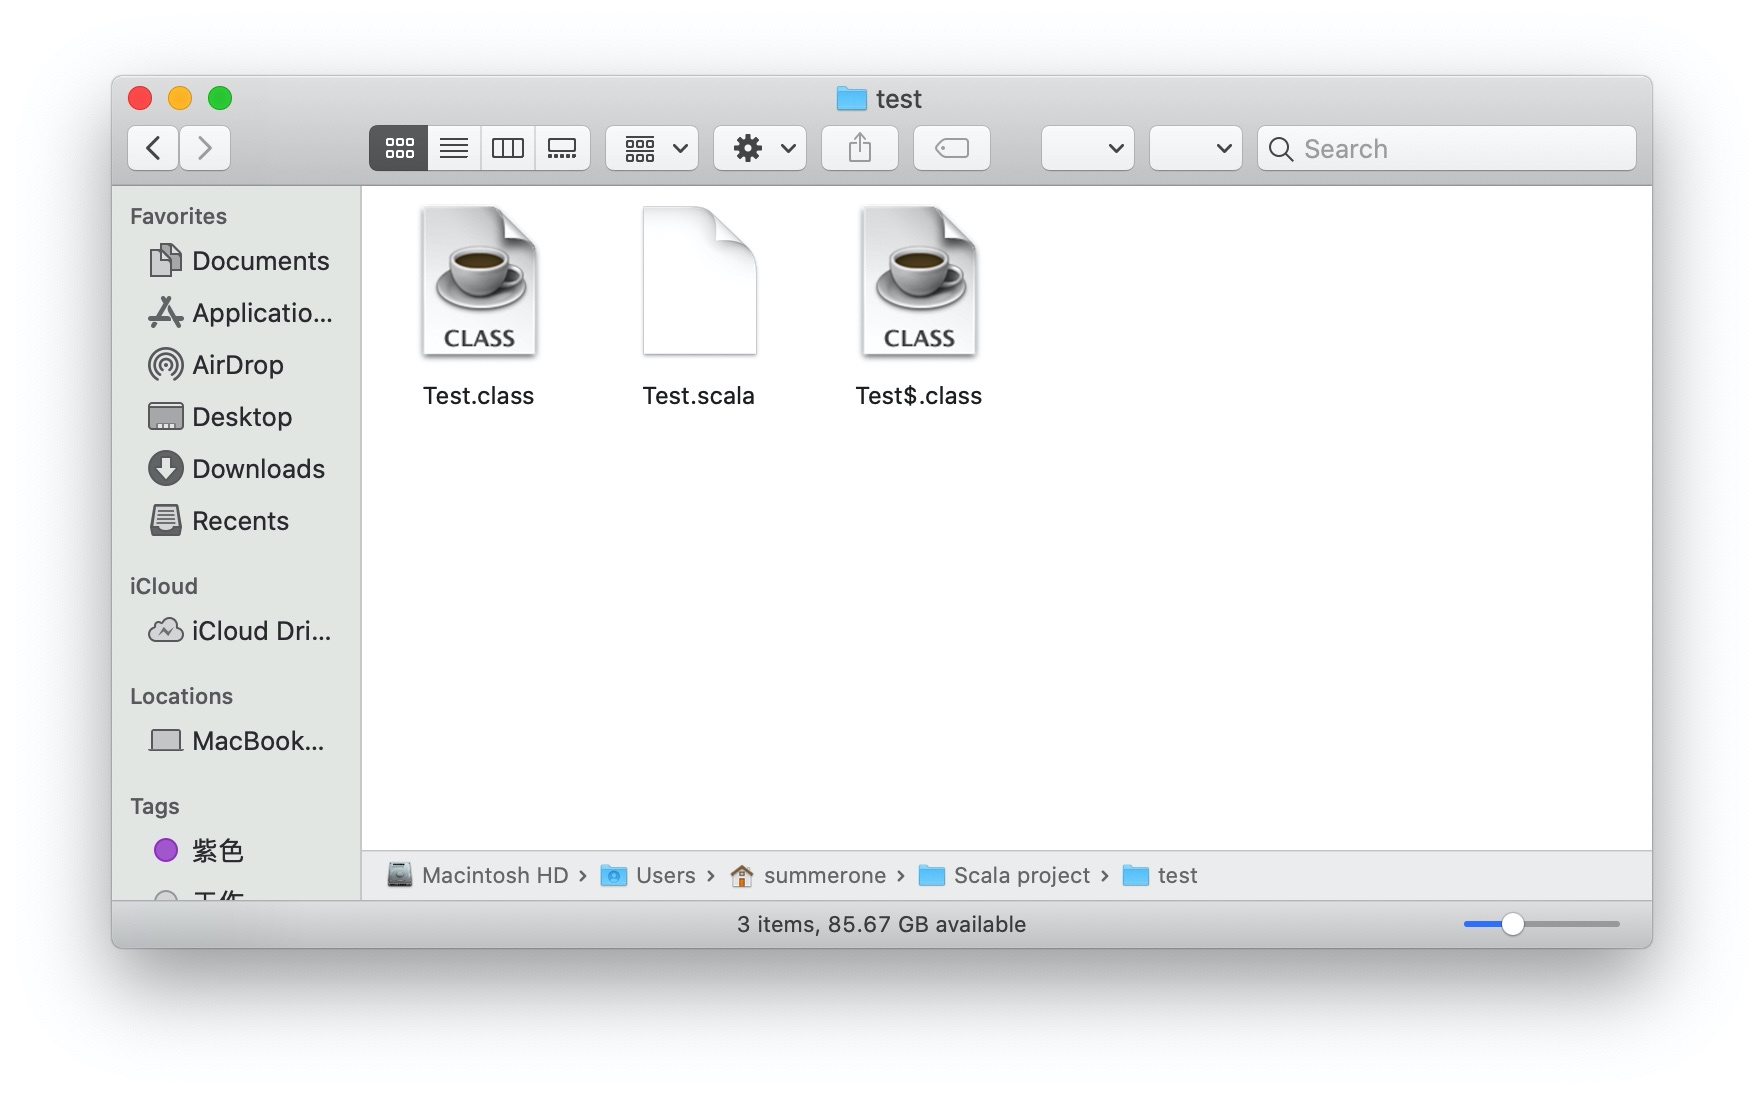 test
Search
Favorites
Documents
Applicatio...
AirDrop
Desktop
Downloads
Recents
iCloud
iCloud Dri...
Locations
MacBook...
Tags
紫色
工作
CLASS
CLASS
Test.class
Test.scala
Test$.class
Macintosh HD › Users › summerone › Scala project › test
3 items, 85.67 GB available